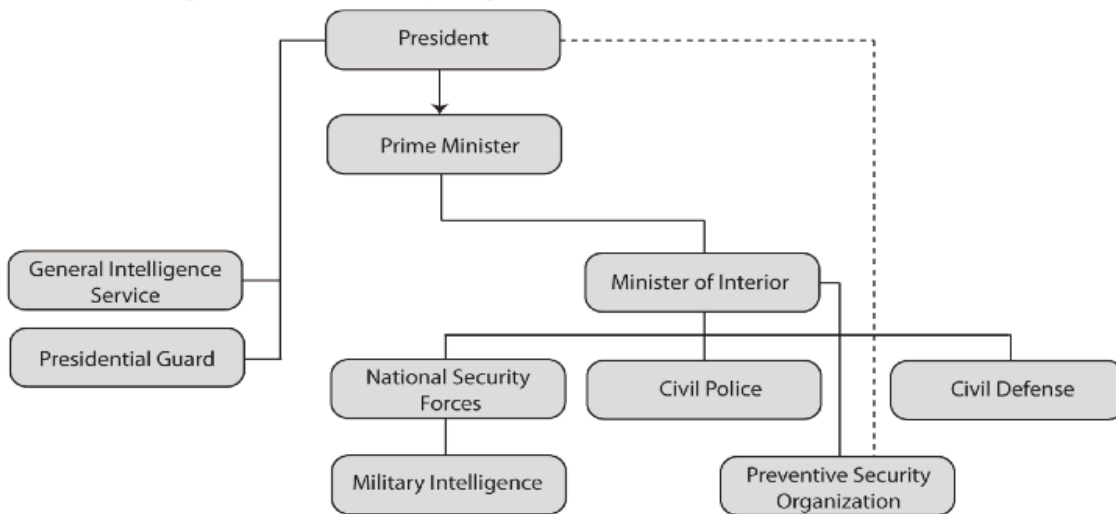 President
Prime Minister
General Intelligence
Service
Minister of Interior
Presidential Guard
National Security
Forces
Civil Police
Civil Defense
Military Intelligence
Preventive Security
Organization